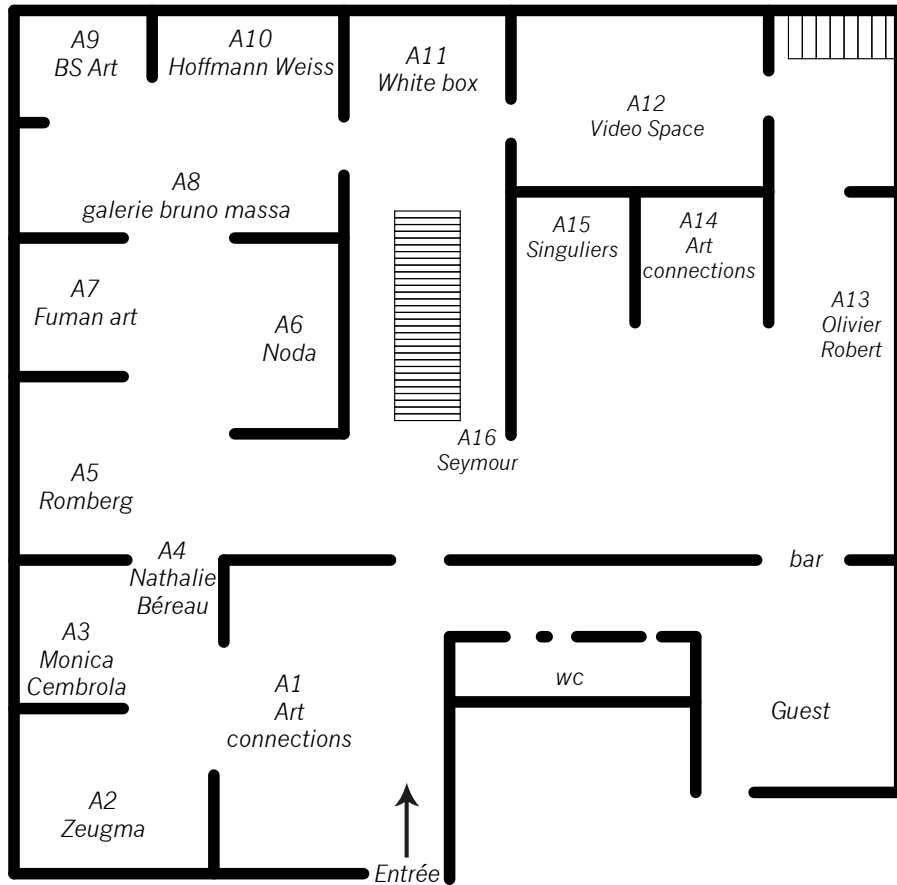 A9
BS Art
A10
Hoffmann Weiss
A11
White box
A12
Video Space
A8
galerie bruno massa
A15
Singuliers
A14
Art
connections
A7
Fuman art
A6
Noda
A13
Olivier
Robert
A16
Seymour
A5
Romberg
A4
Nathalie
Béreau
bar
A3
Monica
Cembrola
A1
Art
connections
wc
Guest
A2
Zeugma
Entrée